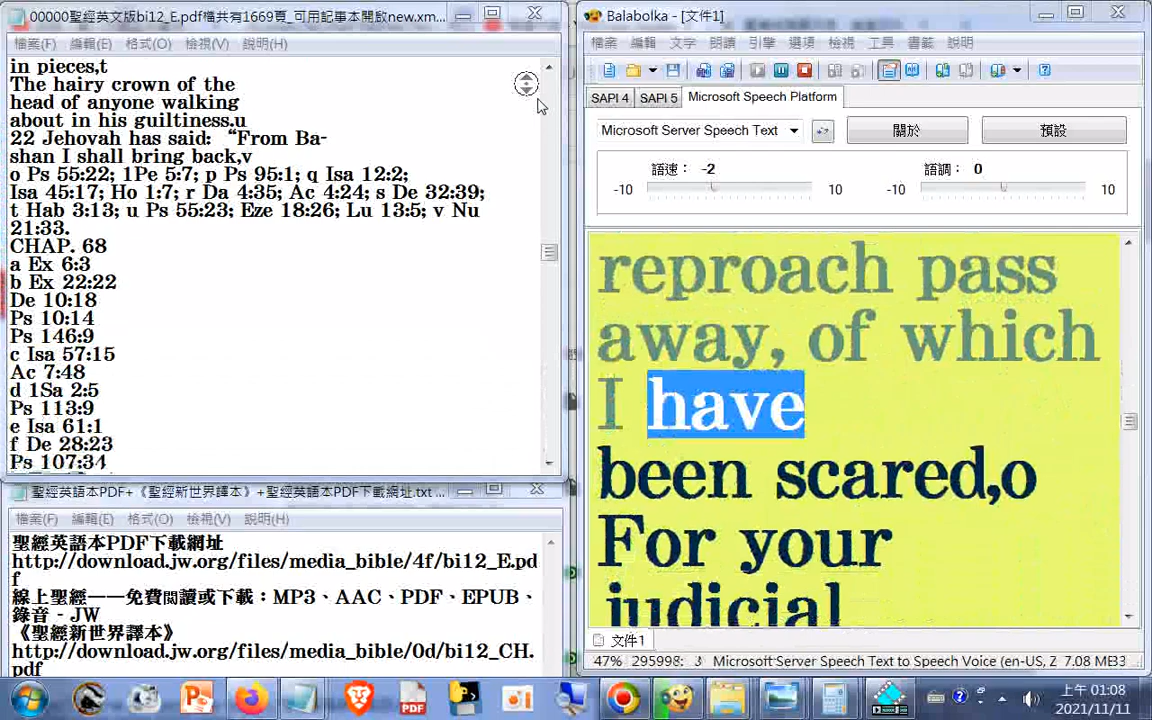 00000聖經英文版bi12_E.pdf檔共有1669頁_可用記事本開啟new.xm...
檔案(F) 編輯(E) 格式(O) 檢視(V) 說明(H)
in pieces,t
The hairy crown of the
head of anyone walking
about in his guiltiness.u
22 Jehovah has said: “From Ba-
shan I shall bring back,v
o Ps 55:22; 1Pe 5:7; p Ps 95:1; q Isa 12:2;
Isa 45:17; Ho 1:7; r Da 4:35; Ac 4:24; s De 32:39;
t Hab 3:13; u Ps 55:23; Eze 18:26; Lu 13:5; v Nu
21:33.
CHAP. 68
a Ex 6:3
b Ex 22:22
De 10:18
Ps 10:14
Ps 146:9
c Isa 57:15
Ac 7:48
d 1Sa 2:5
Ps 113:9
e Isa 61:1
f De 28:23
Ps 107:34
聖經英語本PDF+《聖經新世界譯本》+聖經英語本PDF下載網址.txt ...
檔案(F) 編輯(E) 格式(O) 檢視(V) 說明(H)
聖經英語本PDF下載網址
http://download.jw.org/files/media_bible/4f/bi12_E.pd
f
線上聖經——免費閱讀或下載：MP3、AAC、PDF、EPUB、
錄音 - JW
《聖經新世界譯本》
http://download.jw.org/files/media_bible/0d/bi12_CH.
pdf
Balabolka - [文件1]
檔案 編輯 文字 朗讀 引擎 選項 檢視 工具 書籤 說明
SAPI 4 SAPI 5 Microsoft Speech Platform
Microsoft Server Speech Text 關於 預設
語速： -2 語調： 0
-10 10 -10 10
reproach pass
away, of which
I have
been scared,o
For your
judicial
文件1
47% Microsoft Server Speech Text to Speech Voice (en-US, Z 7.08 MB
上午 01:08
2021/11/11